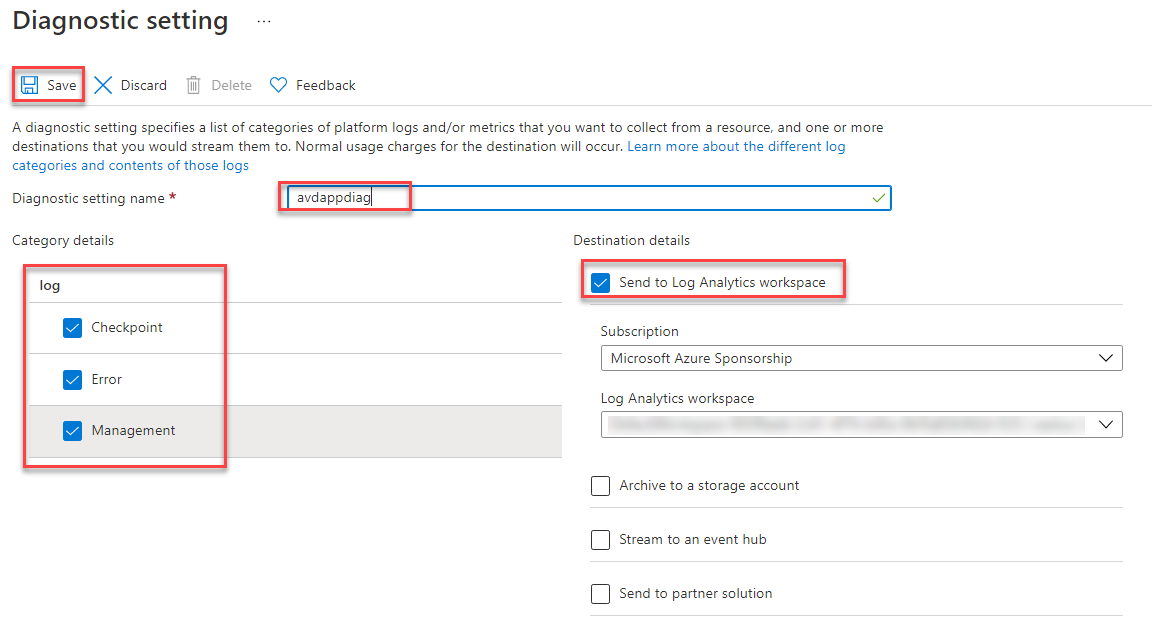 Diagnostic setting ...
Save Discard Delete Feedback
A diagnostic setting specifies a list of categories of platform logs and/or metrics that you want to collect from a resource, and one or more
destinations that you would stream them to. Normal usage charges for the destination will occur. Learn more about the different log
categories and contents of those logs
Diagnostic setting name *
avdappdiag
Category details
log
Checkpoint
Error
Management
Destination details
Send to Log Analytics workspace
Subscription
Microsoft Azure Sponsorship
Log Analytics workspace
Archive to a storage account
Stream to an event hub
Send to partner solution